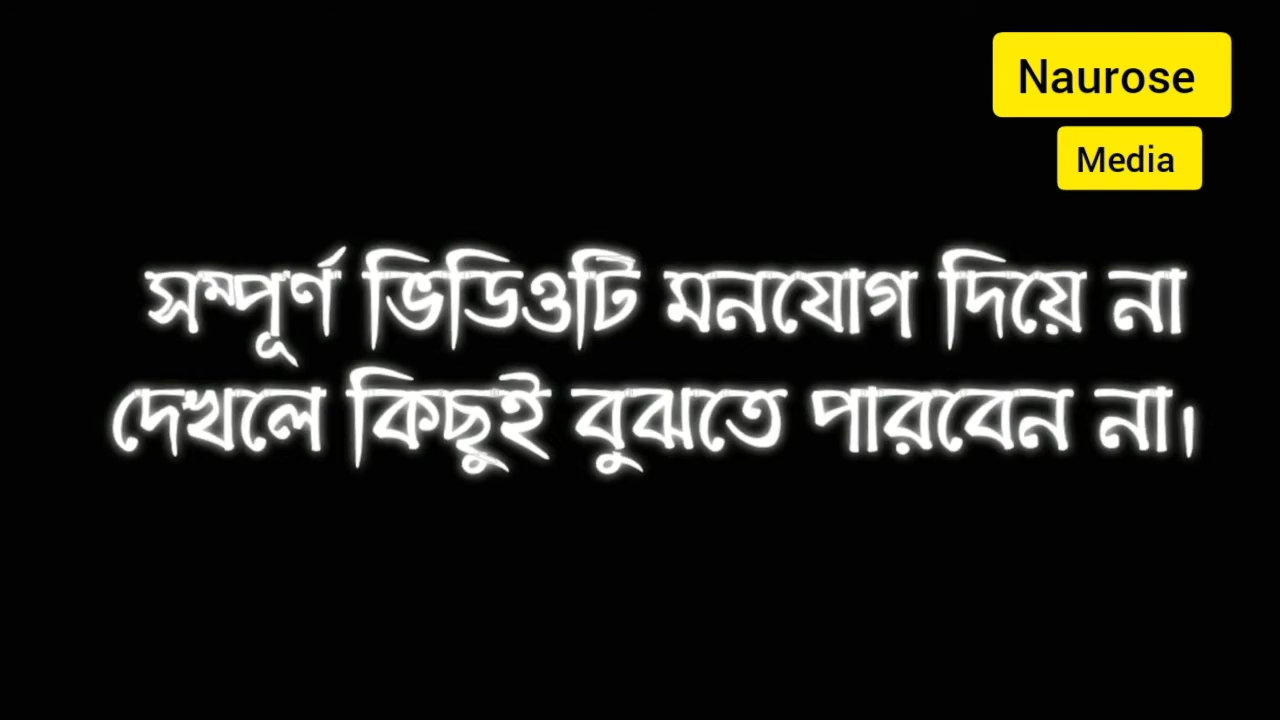 Naurose
Media
সম্পূর্ণ ভিডিওটি মনযোগ দিয়ে না
দেখলে কিছুই বুঝতে পারবেন না।